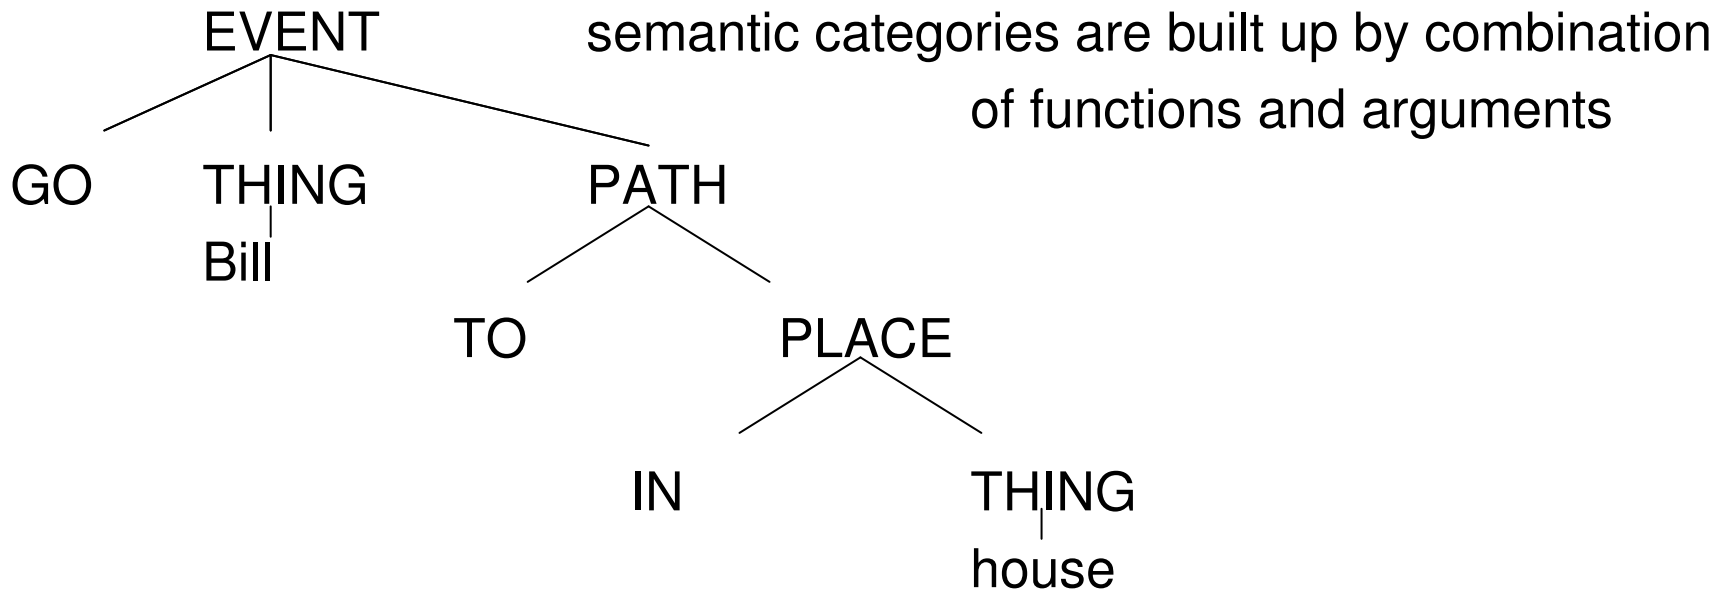 EVENT semantic categories are built up by combination
of functions and arguments
GO THING PATH
Bill
TO PLACE
IN THING
house